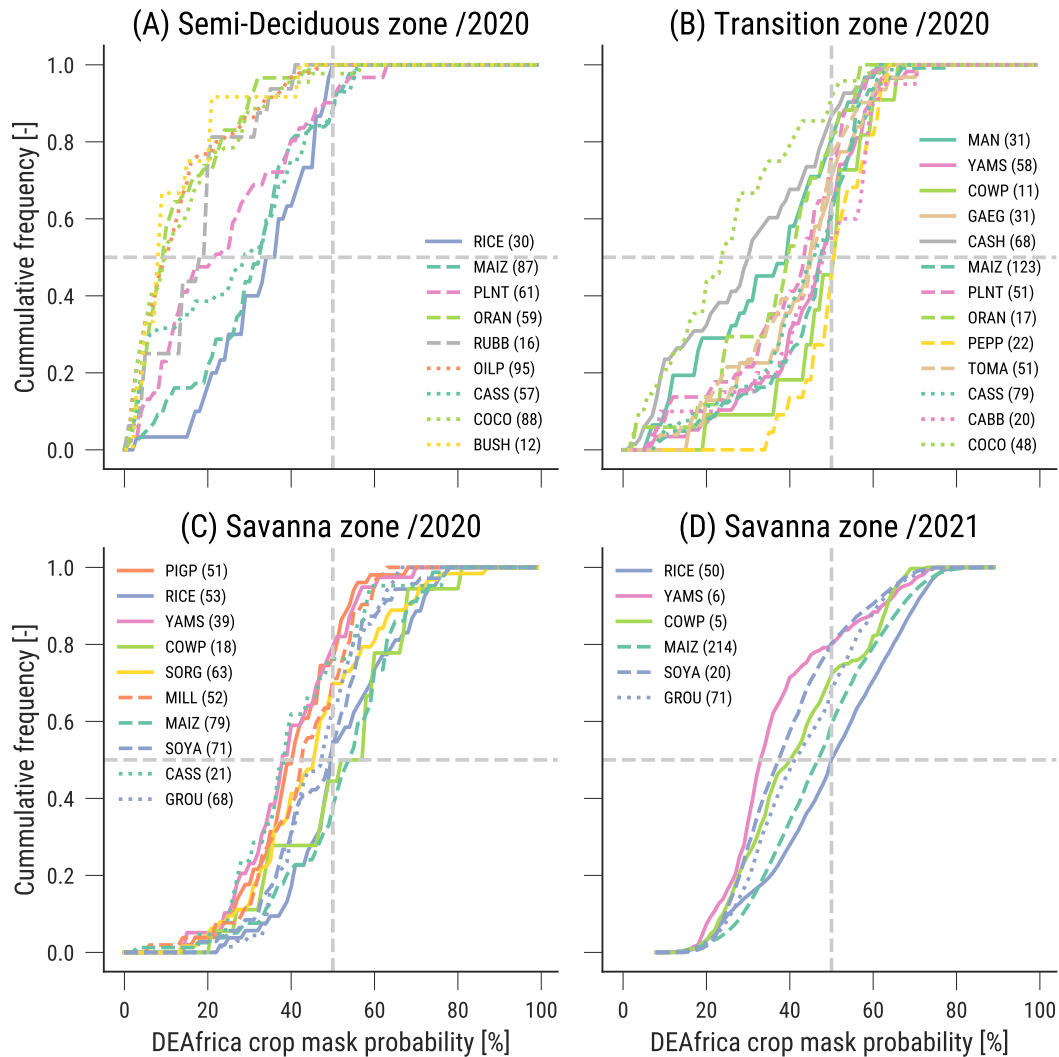 (A) Semi-Deciduous zone /2020
(B) Transition zone /2020
Cummulative frequency [-]
1.0
0.8
0.6
0.4
0.2
0.0
RICE (30)
MAIZ (87)
PLNT (61)
ORAN (59)
RUBB (16)
OILP (95)
CASS (57)
COCO (88)
BUSH (12)
MAN (31)
YAMS (58)
COWP (11)
GAEG (31)
CASH (68)
MAIZ (123)
PLNT (51)
ORAN (17)
PEPP (22)
TOMA (51)
CASS (79)
CABB (20)
COCO (48)
(C) Savanna zone /2020
(D) Savanna zone /2021
Cummulative frequency [-]
1.0
0.8
0.6
0.4
0.2
0.0
PIGP (51)
RICE (53)
YAMS (39)
COWP (18)
SORG (63)
MILL (52)
MAIZ (79)
SOYA (71)
CASS (21)
GROU (68)
RICE (50)
YAMS (6)
COWP (5)
MAIZ (214)
SOYA (20)
GROU (71)
0 20 40 60 80 100
0 20 40 60 80 100
DEAfrica crop mask probability [%]
DEAfrica crop mask probability [%]